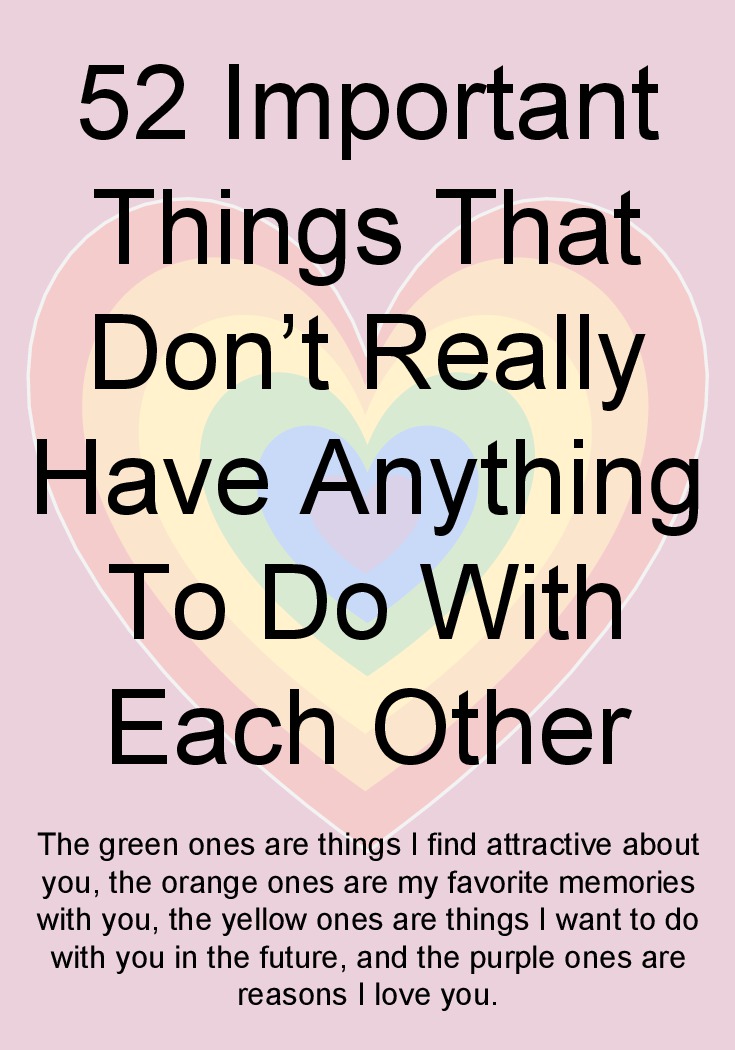 52 Important
Things That
Don’t Really
Have Anything
To Do With
Each Other
The green ones are things I find attractive about
you, the orange ones are my favorite memories
with you, the yellow ones are things I want to do
with you in the future, and the purple ones are
reasons I love you.